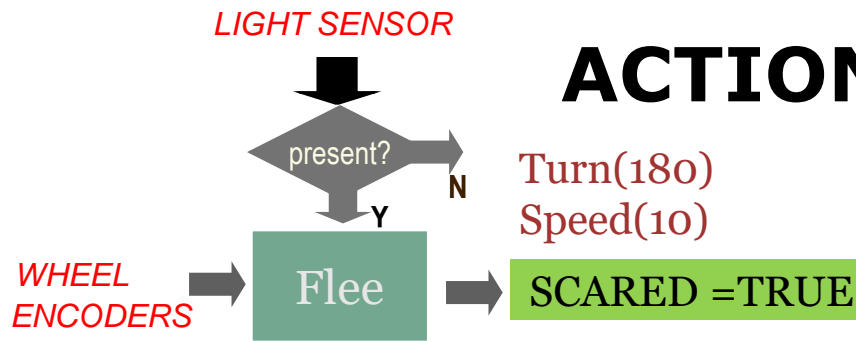 LIGHT SENSOR
ACTION
present?
N
Y
Turn(180)
Speed(10)
WHEEL
ENCODERS
Flee
SCARED =TRUE